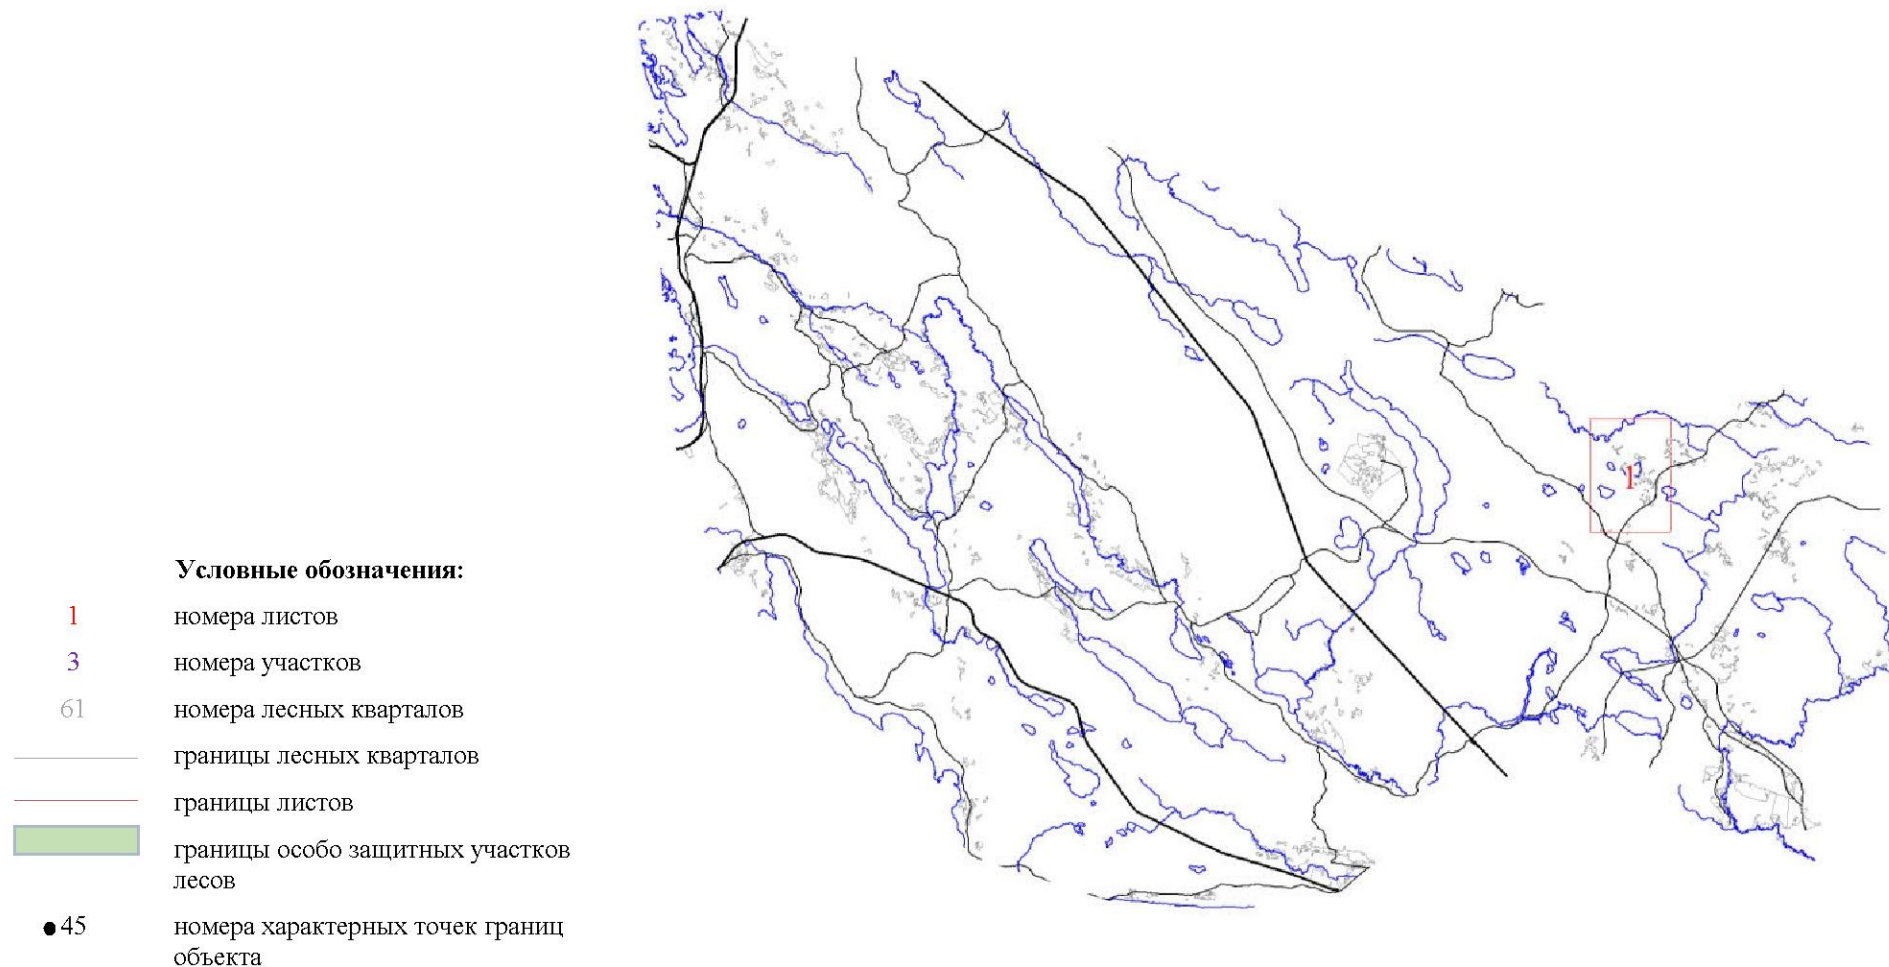 Условные обозначения:
1 номера листов
3 номера участков
61 номера лесных кварталов
границы лесных кварталов
границы листов
границы особо защитных участков
лесов
45 номера характерных точек границ
объекта
1